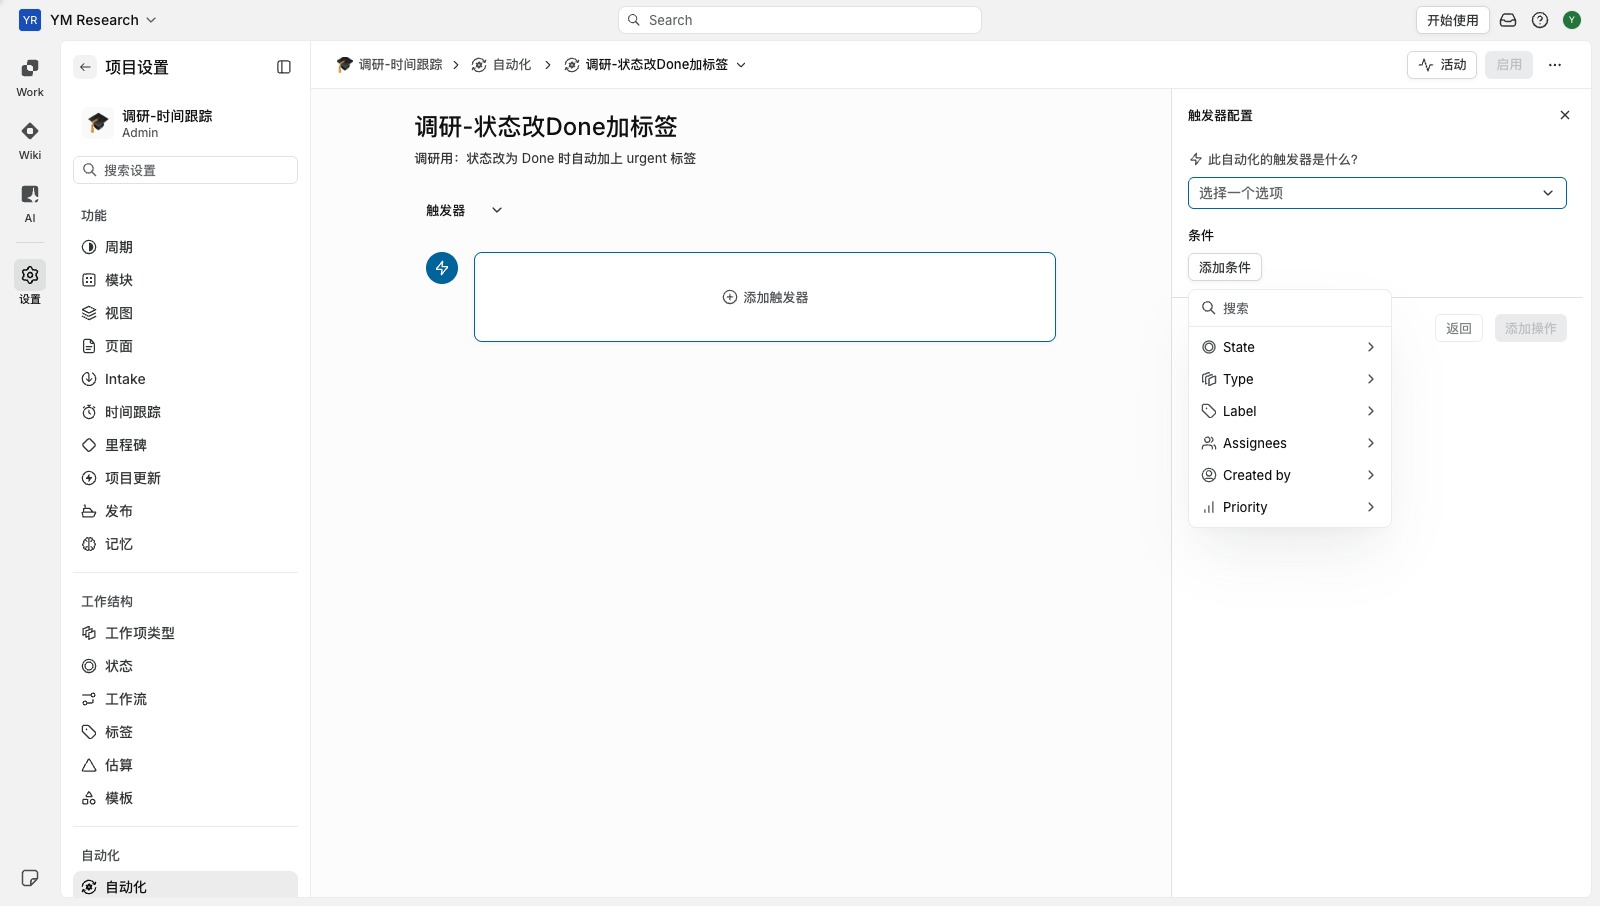 YR YM Research
Search
开始使用
Y
Work
Wiki
AI
设置
项目设置
调研-时间跟踪
Admin
搜索设置
功能
周期
模块
视图
页面
Intake
时间跟踪
里程碑
项目更新
发布
记忆
工作结构
工作项类型
状态
工作流
标签
估算
模板
自动化
自动化
调研-时间跟踪 自动化 调研-状态改Done加标签
活动
启用
调研-状态改Done加标签
调研用：状态改为 Done 时自动加上 urgent 标签
触发器
添加触发器
触发器配置
此自动化的触发器是什么?
选择一个选项
条件
添加条件
搜索
State
Type
Label
Assignees
Created by
Priority
返回
添加操作